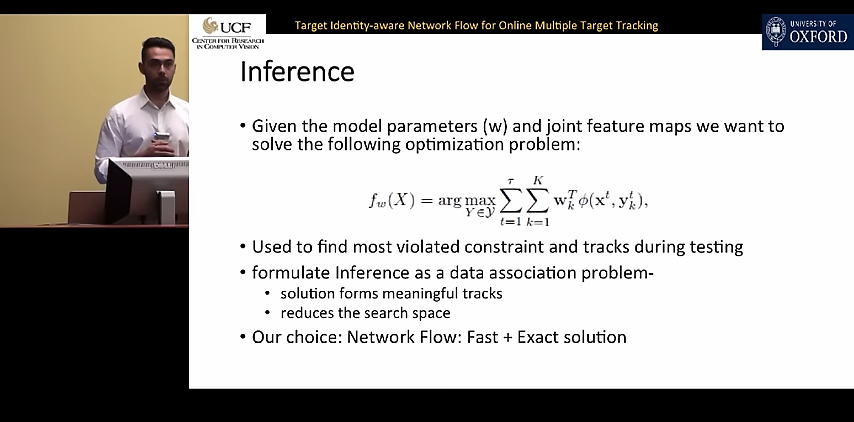 UCF
CENTER FOR RESEARCH
IN COMPUTER VISION
Target Identity-aware Network Flow for Online Multiple Target Tracking
UNIVERSITY OF
OXFORD
Inference
• Given the model parameters (w) and joint feature maps we want to
solve the following optimization problem:
f_w(X) = arg max_{Y∈𝒴} ∑_{t=1}^{τ} ∑_{k=1}^{K} w_k^T ϕ(x^t, y_k^t),
• Used to find most violated constraint and tracks during testing
• formulate Inference as a data association problem-
• solution forms meaningful tracks
• reduces the search space
• Our choice: Network Flow: Fast + Exact solution
DELL